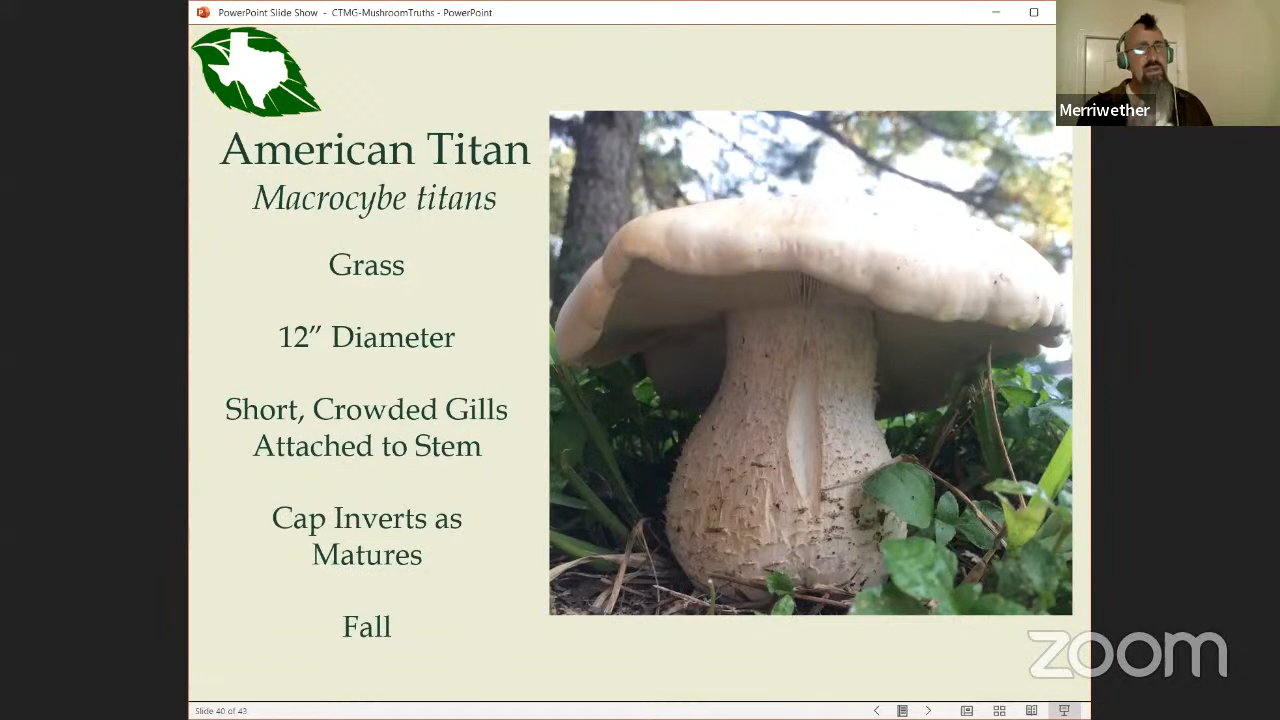 PowerPoint Slide Show - CTMG-MushroomTruths - PowerPoint
Merriwether
American Titan
Macrocybe titans
Grass
12” Diameter
Short, Crowded Gills
Attached to Stem
Cap Inverts as
Matures
Fall
zoom
Slide 40 of 43